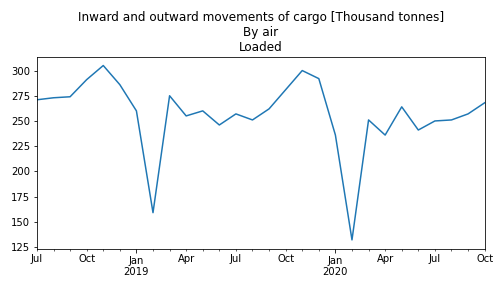 Inward and outward movements of cargo [Thousand tonnes]
By air
Loaded
300
275
250
225
200
175
150
125
Jul Oct Jan Apr Jul Oct Jan Apr Jul Oct
2019 2020